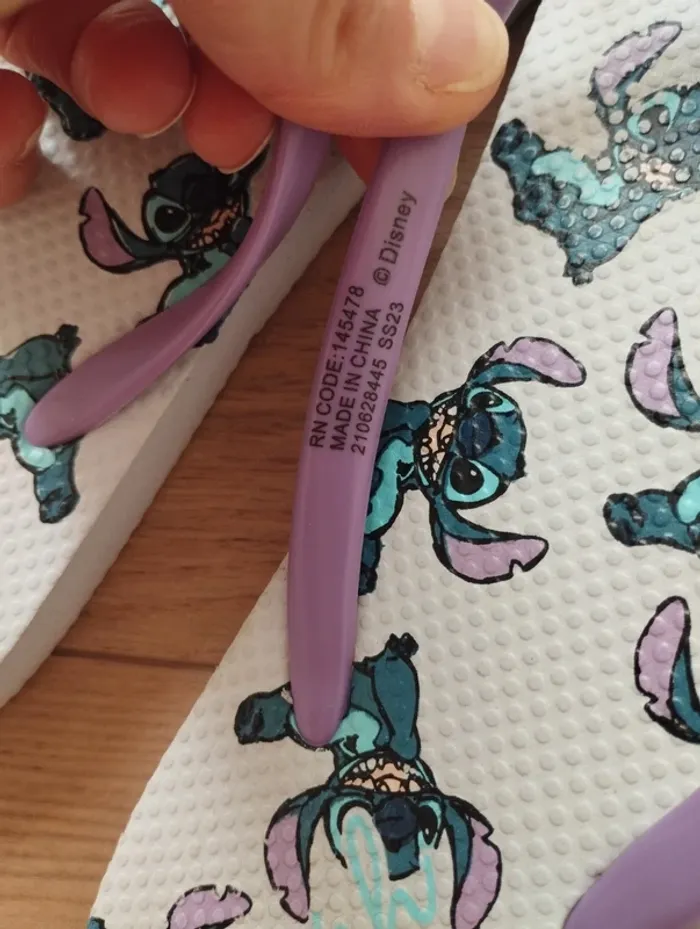 © Disney
RN CODE:145478
MADE IN CHINA
210628445 SS23